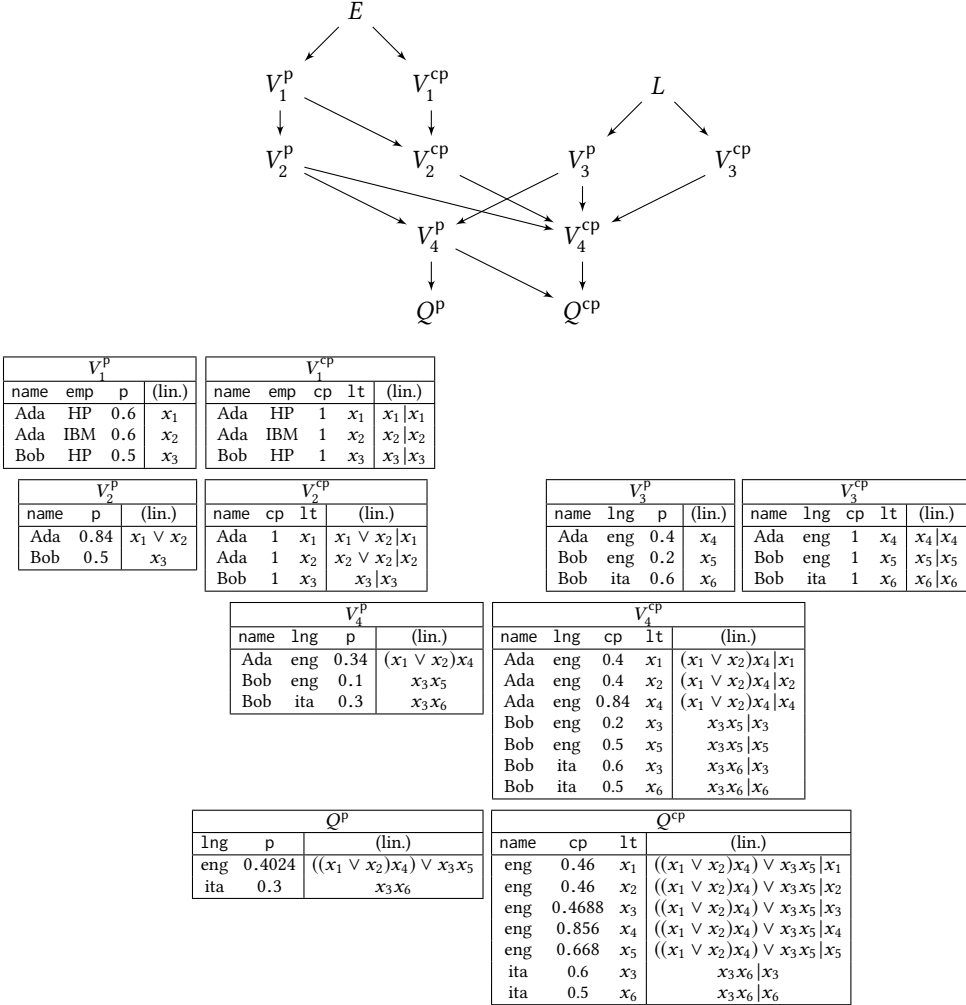 E
V₁ᵖ V₁ᶜᵖ L
V₂ᵖ V₂ᶜᵖ V₃ᵖ V₃ᶜᵖ
V₄ᵖ V₄ᶜᵖ
Qᵖ Qᶜᵖ
V₁ᵖ
name emp p (lin.)
Ada HP 0.6 x₁
Ada IBM 0.6 x₂
Bob HP 0.5 x₃
V₁ᶜᵖ
name emp cp lt (lin.)
Ada HP 1 x₁ x₁|x₁
Ada IBM 1 x₂ x₂|x₂
Bob HP 1 x₃ x₃|x₃
V₂ᵖ
name p (lin.)
Ada 0.84 x₁ ∨ x₂
Bob 0.5 x₃
V₂ᶜᵖ
name cp lt (lin.)
Ada 1 x₁ x₁ ∨ x₂|x₁
Ada 1 x₂ x₂ ∨ x₂|x₂
Bob 1 x₃ x₃|x₃
V₃ᵖ
name lng p (lin.)
Ada eng 0.4 x₄
Bob eng 0.2 x₅
Bob ita 0.6 x₆
V₃ᶜᵖ
name lng cp lt (lin.)
Ada eng 1 x₄ x₄|x₄
Bob eng 1 x₅ x₅|x₅
Bob ita 1 x₆ x₆|x₆
V₄ᵖ
name lng p (lin.)
Ada eng 0.34 (x₁ ∨ x₂)x₄
Bob eng 0.1 x₃x₅
Bob ita 0.3 x₃x₆
V₄ᶜᵖ
name lng cp lt (lin.)
Ada eng 0.4 x₁ (x₁ ∨ x₂)x₄|x₁
Ada eng 0.4 x₂ (x₁ ∨ x₂)x₄|x₂
Ada eng 0.84 x₄ (x₁ ∨ x₂)x₄|x₄
Bob eng 0.2 x₃ x₃x₅|x₃
Bob eng 0.5 x₅ x₃x₅|x₅
Bob ita 0.6 x₃ x₃x₆|x₃
Bob ita 0.5 x₆ x₃x₆|x₆
Qᵖ
lng p (lin.)
eng 0.4024 ((x₁ ∨ x₂)x₄) ∨ x₃x₅
ita 0.3 x₃x₆
Qᶜᵖ
name cp lt (lin.)
eng 0.46 x₁ ((x₁ ∨ x₂)x₄) ∨ x₃x₅|x₁
eng 0.46 x₂ ((x₁ ∨ x₂)x₄) ∨ x₃x₅|x₂
eng 0.4688 x₃ ((x₁ ∨ x₂)x₄) ∨ x₃x₅|x₃
eng 0.856 x₄ ((x₁ ∨ x₂)x₄) ∨ x₃x₅|x₄
eng 0.668 x₅ ((x₁ ∨ x₂)x₄) ∨ x₃x₅|x₅
ita 0.6 x₃ x₃x₆|x₃
ita 0.5 x₆ x₃x₆|x₆